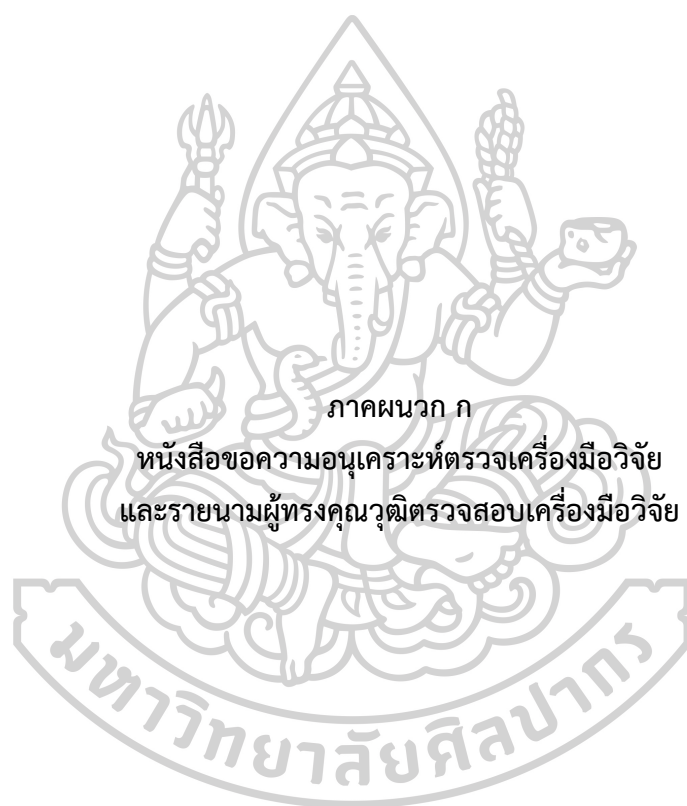 ภาคผนวก ก
หนังสือขอความอนุเคราะห์ตรวจเครื่องมือวิจัย
และรายนามผู้ทรงคุณวุฒิตรวจสอบเครื่องมือวิจัย
มหาวิทยาลัยศิลปากร